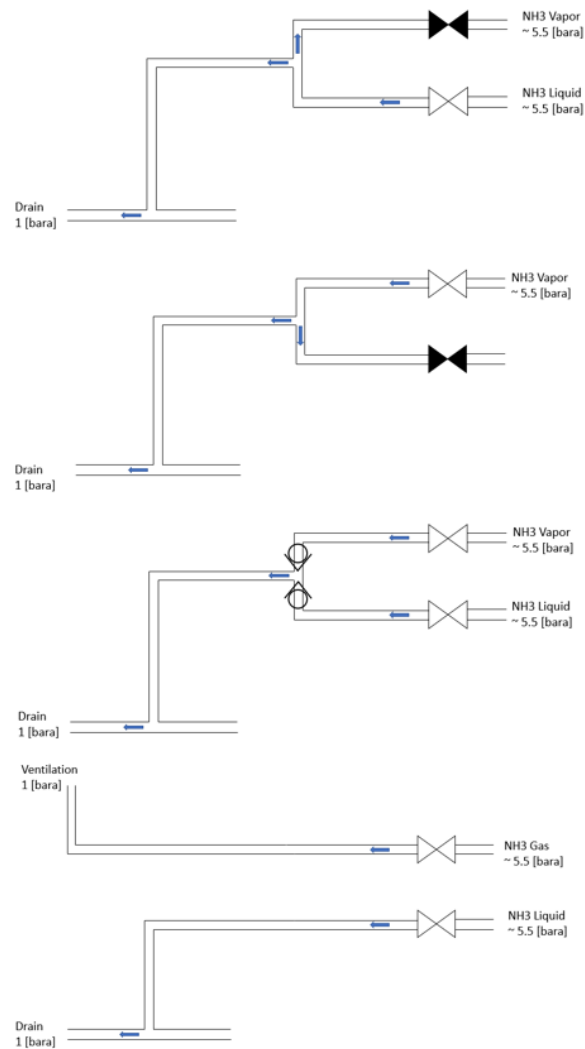 NH3 Vapor
~ 5.5 [bara]
NH3 Liquid
~ 5.5 [bara]
Drain
1 [bara]
NH3 Vapor
~ 5.5 [bara]
Drain
1 [bara]
NH3 Vapor
~ 5.5 [bara]
NH3 Liquid
~ 5.5 [bara]
Drain
1 [bara]
Ventilation
1 [bara]
NH3 Gas
~ 5.5 [bara]
NH3 Liquid
~ 5.5 [bara]
Drain
1 [bara]